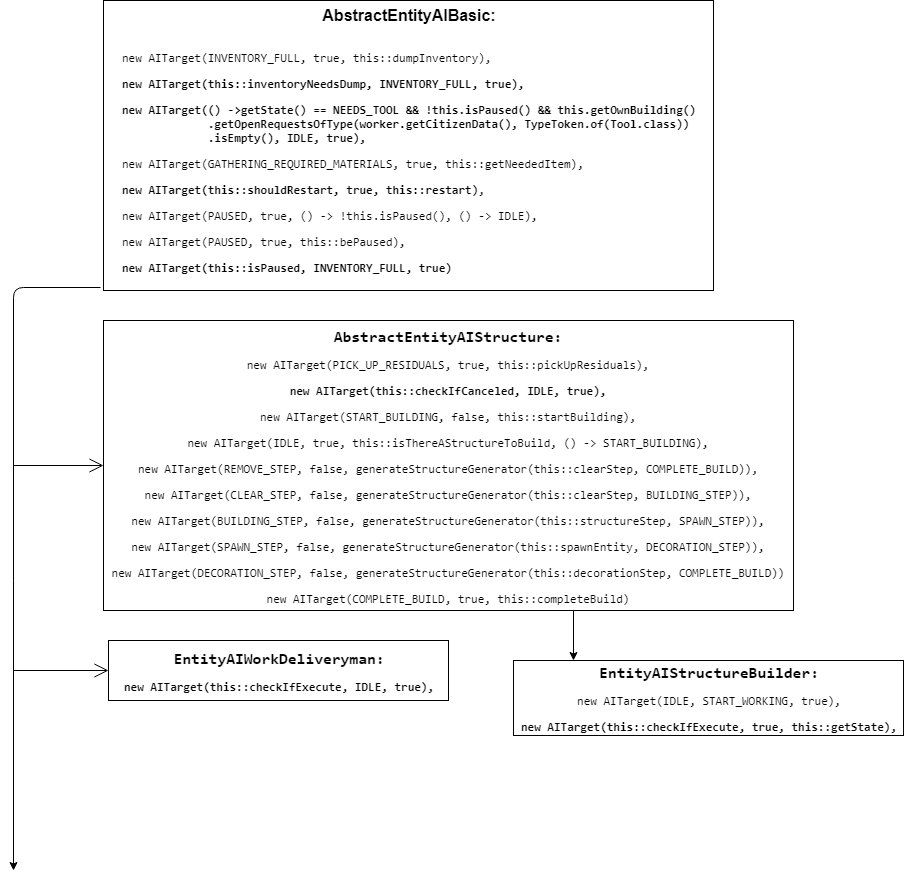 AbstractEntityAIBasic:
new AITarget(INVENTORY_FULL, true, this::dumpInventory),
new AITarget(this::inventoryNeedsDump, INVENTORY_FULL, true),
new AITarget(() ->getState() == NEEDS_TOOL && !this.isPaused() && this.getOwnBuilding()
.getOpenRequestsOfType(worker.getCitizenData(), TypeToken.of(Tool.class))
.isEmpty(), IDLE, true),
new AITarget(GATHERING_REQUIRED_MATERIALS, true, this::getNeededItem),
new AITarget(this::shouldRestart, true, this::restart),
new AITarget(PAUSED, true, () -> !this.isPaused(), () -> IDLE),
new AITarget(PAUSED, true, this::bePaused),
new AITarget(this::isPaused, INVENTORY_FULL, true)
AbstractEntityAIStructure:
new AITarget(PICK_UP_RESIDUALS, true, this::pickUpResiduals),
new AITarget(this::checkIfCanceled, IDLE, true),
new AITarget(START_BUILDING, false, this::startBuilding),
new AITarget(IDLE, true, this::isThereAStructureToBuild, () -> START_BUILDING),
new AITarget(REMOVE_STEP, false, generateStructureGenerator(this::clearStep, COMPLETE_BUILD)),
new AITarget(CLEAR_STEP, false, generateStructureGenerator(this::clearStep, BUILDING_STEP)),
new AITarget(BUILDING_STEP, false, generateStructureGenerator(this::structureStep, SPAWN_STEP)),
new AITarget(SPAWN_STEP, false, generateStructureGenerator(this::spawnEntity, DECORATION_STEP)),
new AITarget(DECORATION_STEP, false, generateStructureGenerator(this::decorationStep, COMPLETE_BUILD))
new AITarget(COMPLETE_BUILD, true, this::completeBuild)
EntityAIWorkDeliveryman:
new AITarget(this::checkIfExecute, IDLE, true),
EntityAIStructureBuilder:
new AITarget(IDLE, START_WORKING, true),
new AITarget(this::checkIfExecute, true, this::getState),